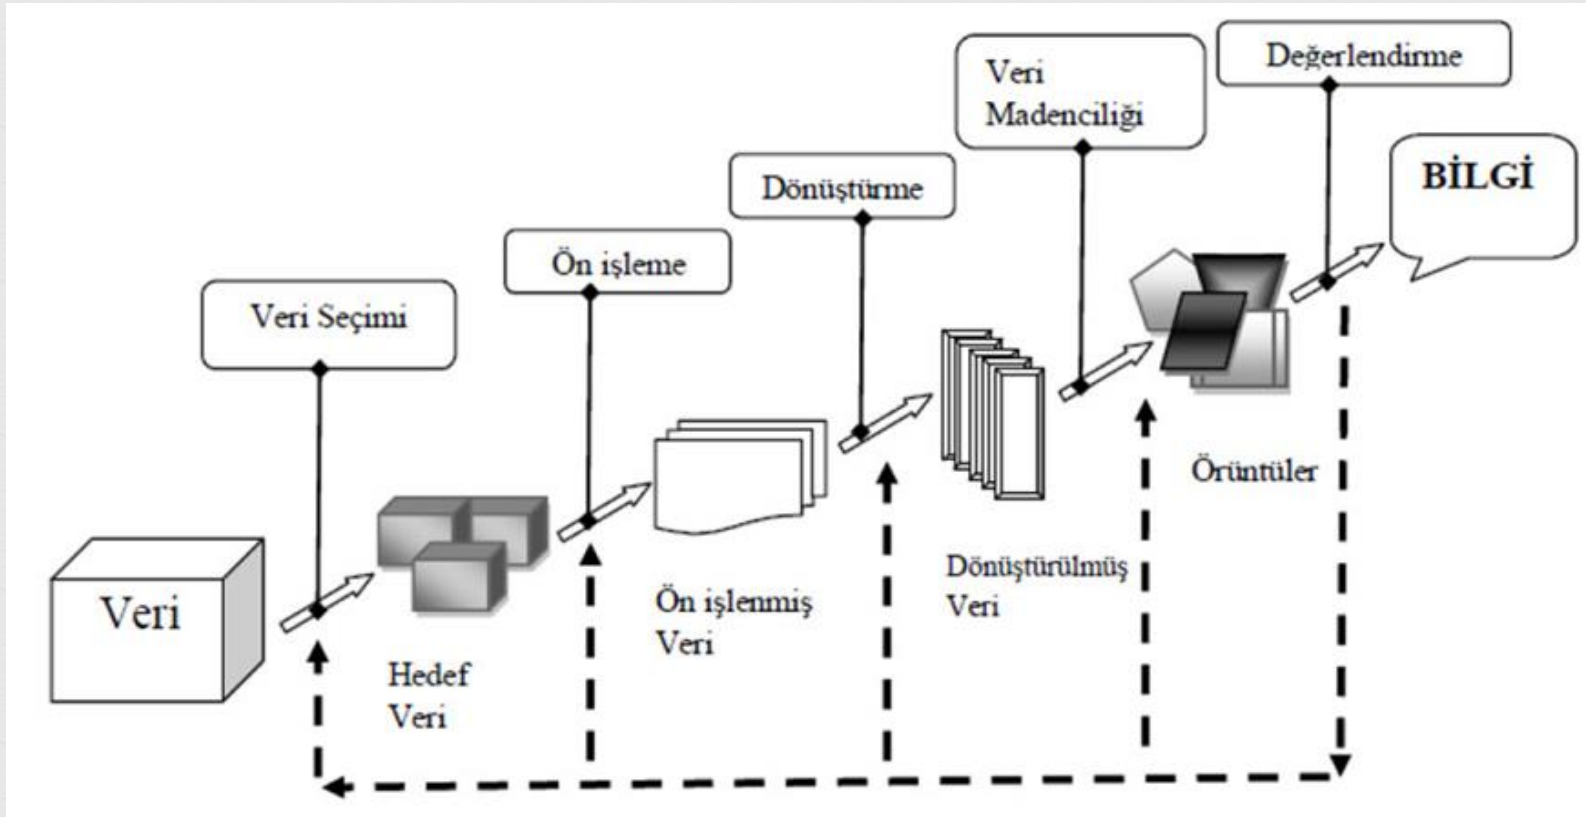 Değerlendirme
Veri
Madenciliği
BİLGİ
Dönüştürme
Ön işleme
Veri Seçimi
Örüntüler
Dönüştürülmüş
Veri
Ön işlenmiş
Veri
Veri
Hedef
Veri